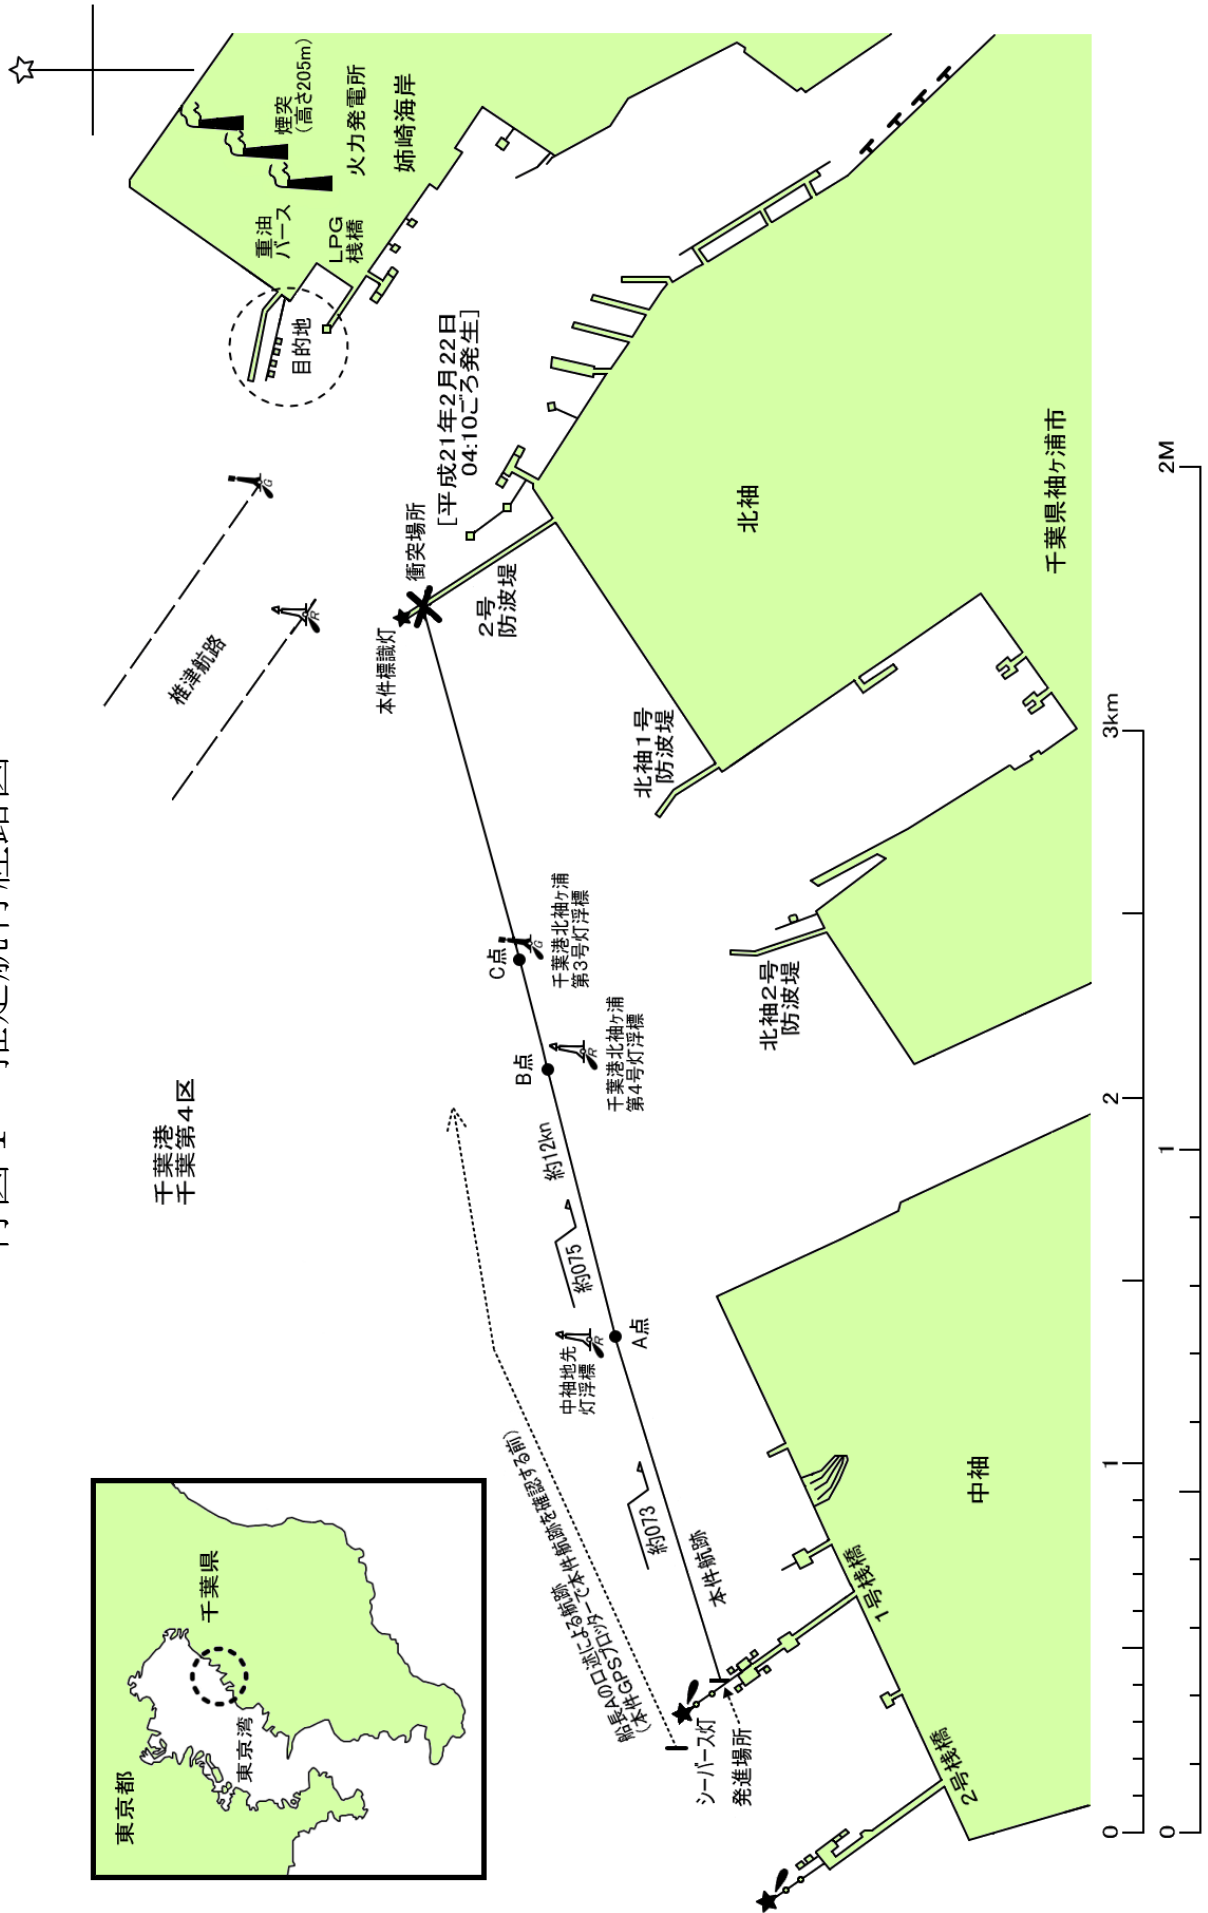 付図1 推定航行経路図
東京都
東京湾
千葉県
千葉港
千葉第4区
椎津航路
G
R
目的地
重油
バース
LPG
桟橋
煙突
(高さ205m)
火力発電所
姉崎海岸
船長Aの口述による航跡
(本件GPSプロッターで本件航跡を確認する前)
シーバース灯
発進場所
本件航跡
約073
中袖地先
灯浮標
R
A点
約075
約12kn
B点
千葉港北袖ヶ浦
第4号灯浮標
R
C点
千葉港北袖ヶ浦
第3号灯浮標
G
本件標識灯
衝突場所
[平成21年2月22日
04:10ごろ発生]
2号
防波堤
北袖1号
防波堤
北袖2号
防波堤
2号桟橋
1号桟橋
中袖
北袖
千葉県袖ヶ浦市
0
1
2
3km
0
1
2M